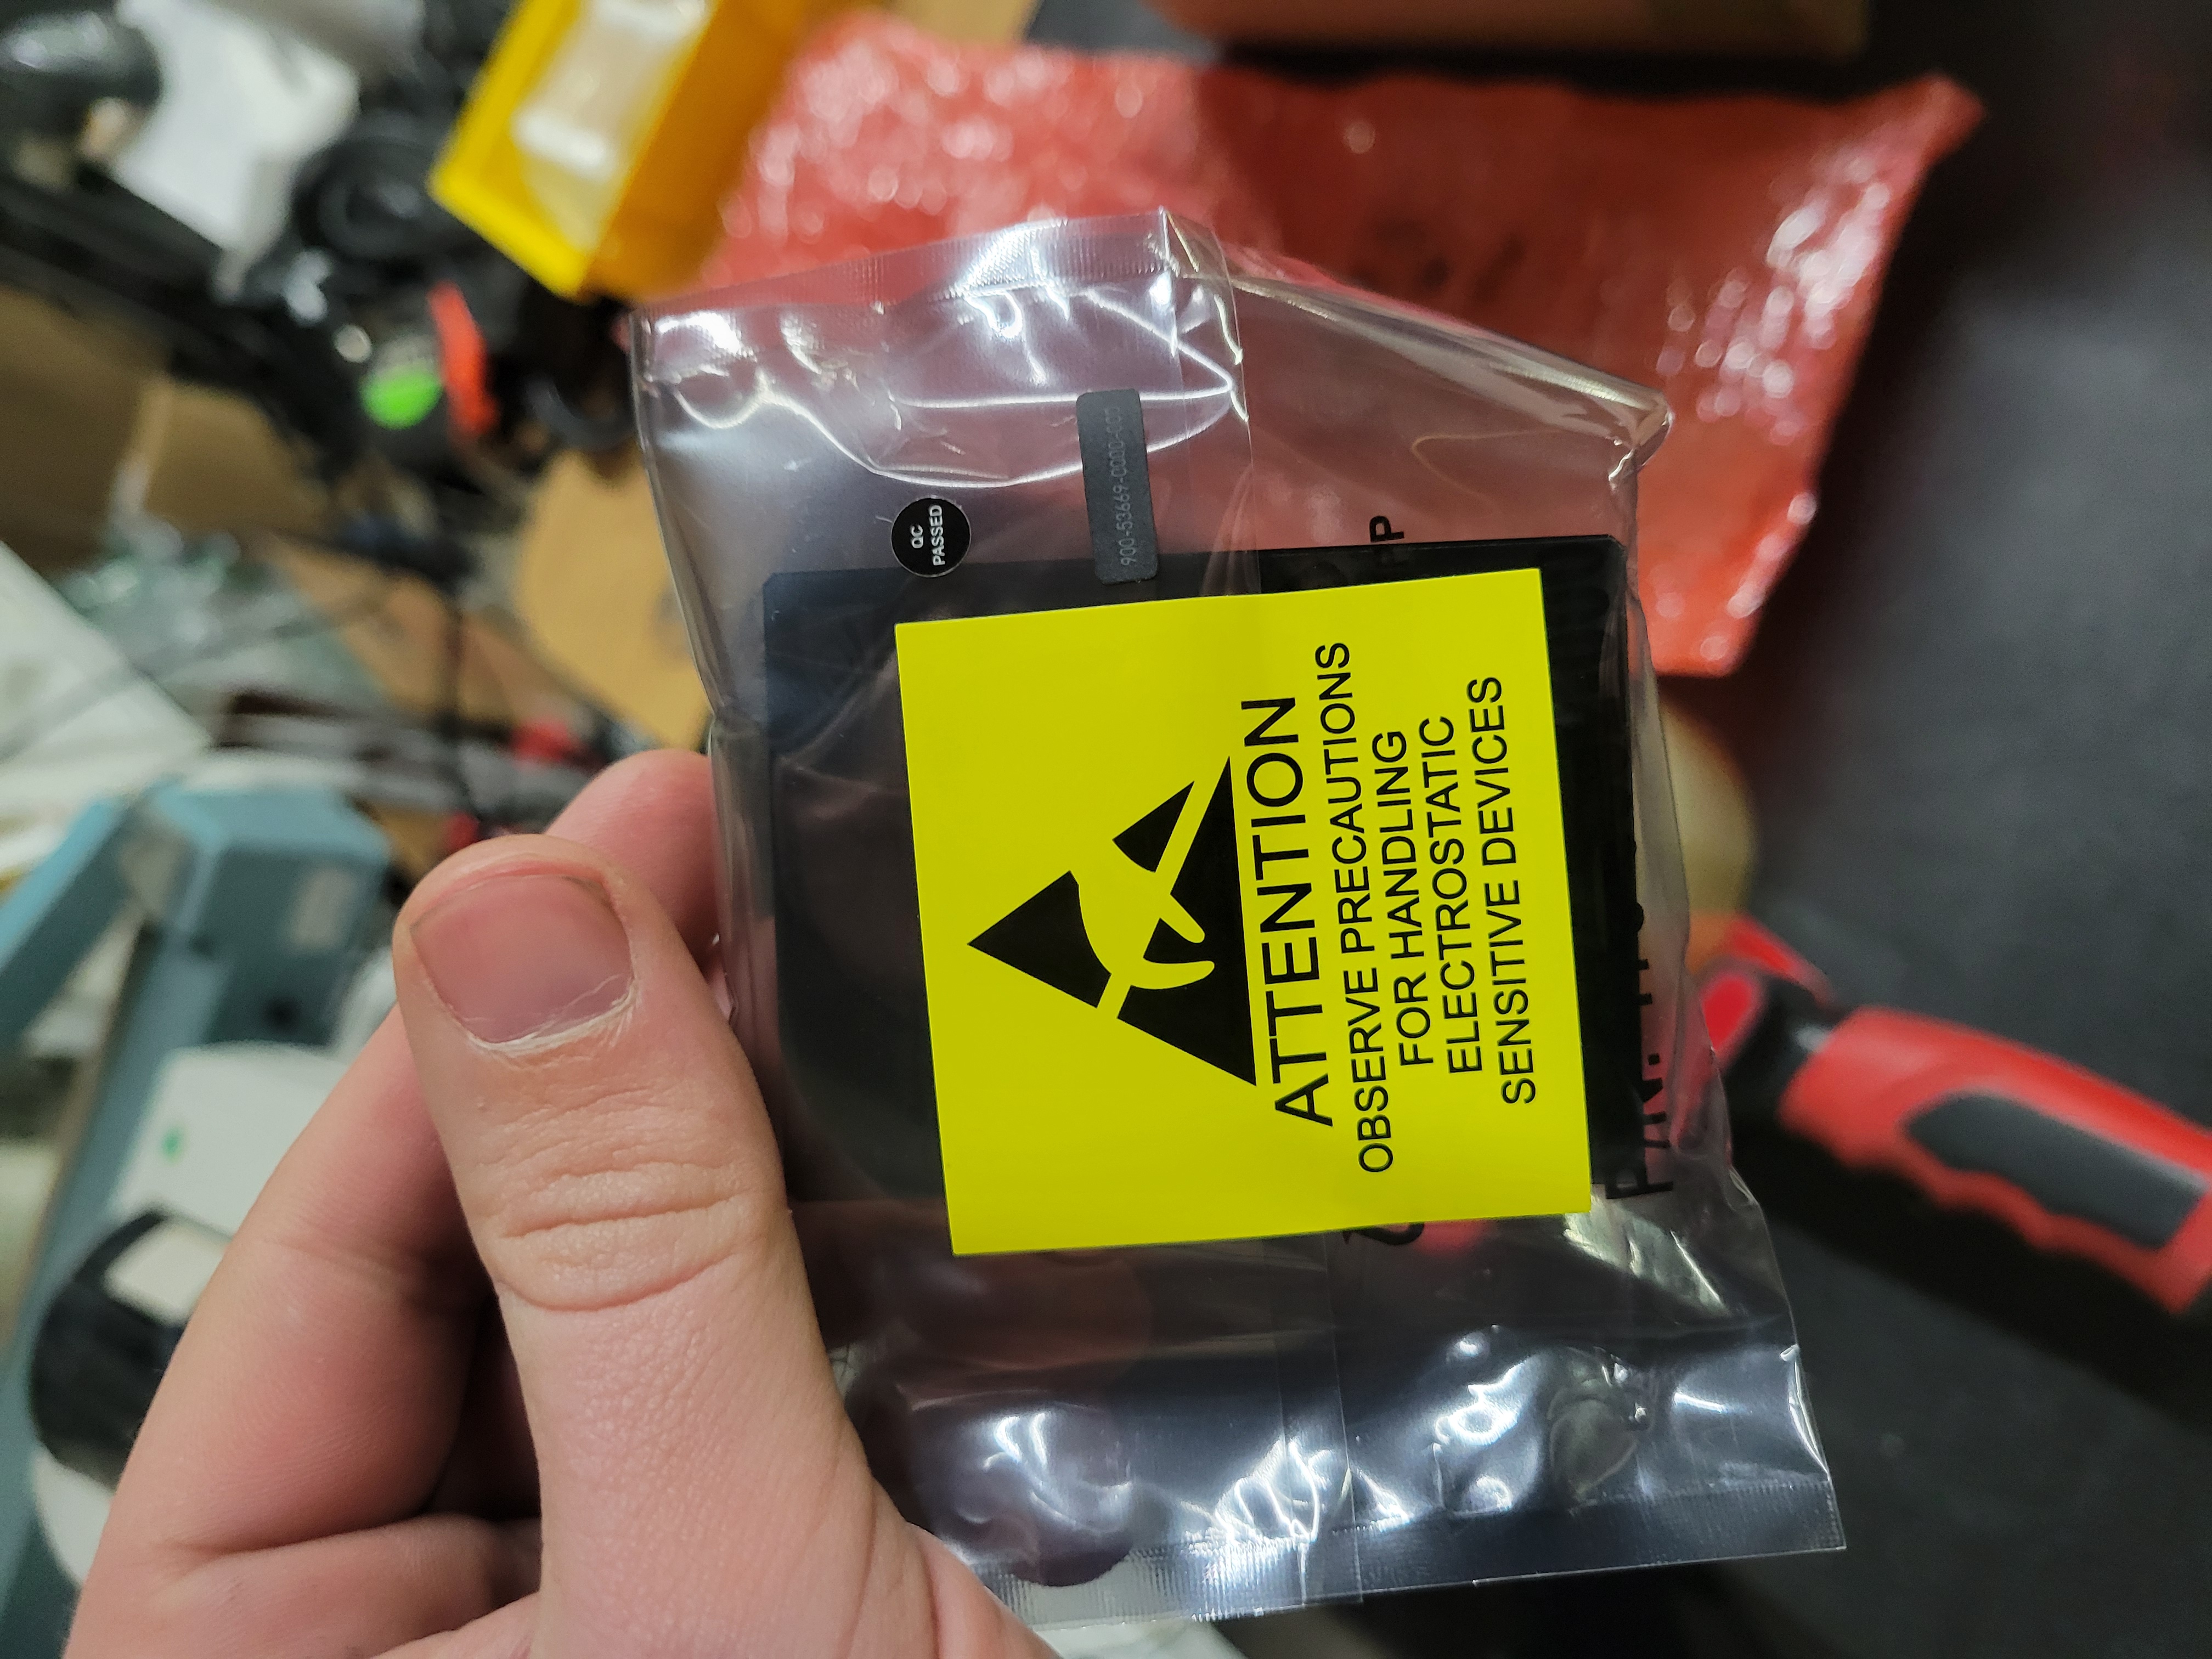 QC
PASSED
ATTENTION
OBSERVE PRECAUTIONS
FOR HANDLING
ELECTROSTATIC
SENSITIVE DEVICES
P/N: